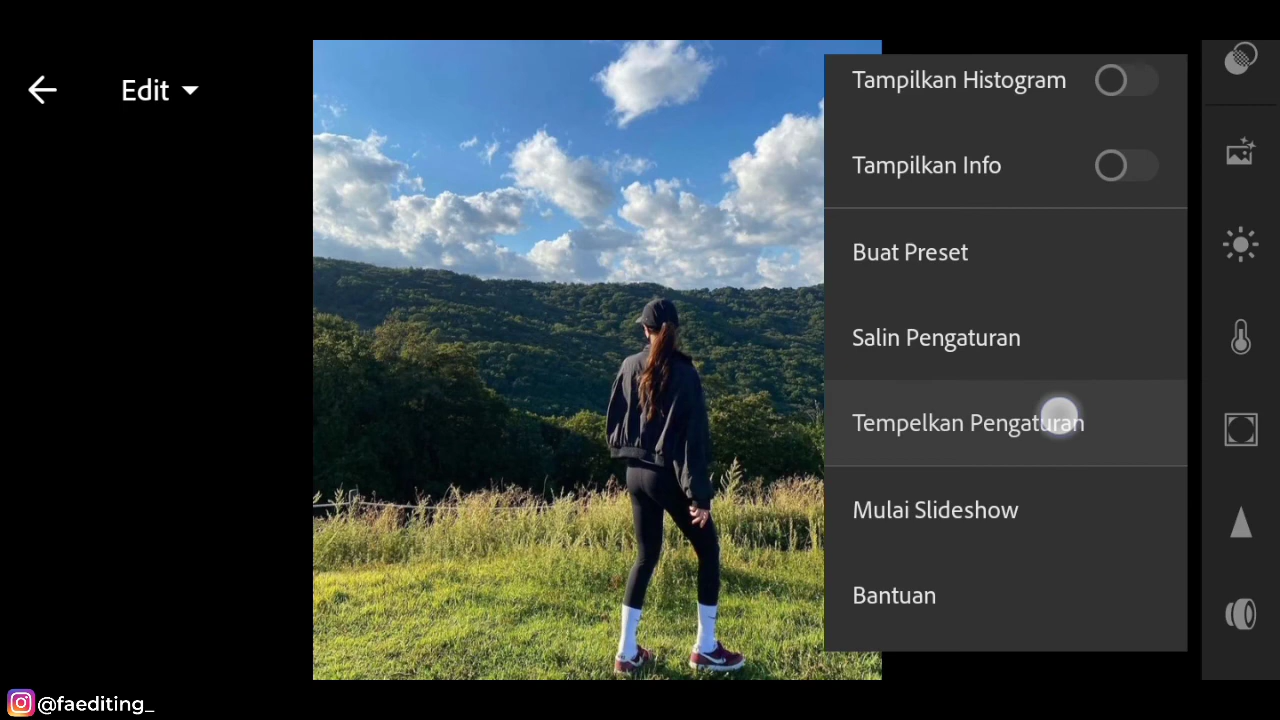 Edit
Tampilkan Histogram
Tampilkan Info
Buat Preset
Salin Pengaturan
Tempelkan Pengaturan
Mulai Slideshow
Bantuan
@faediting_